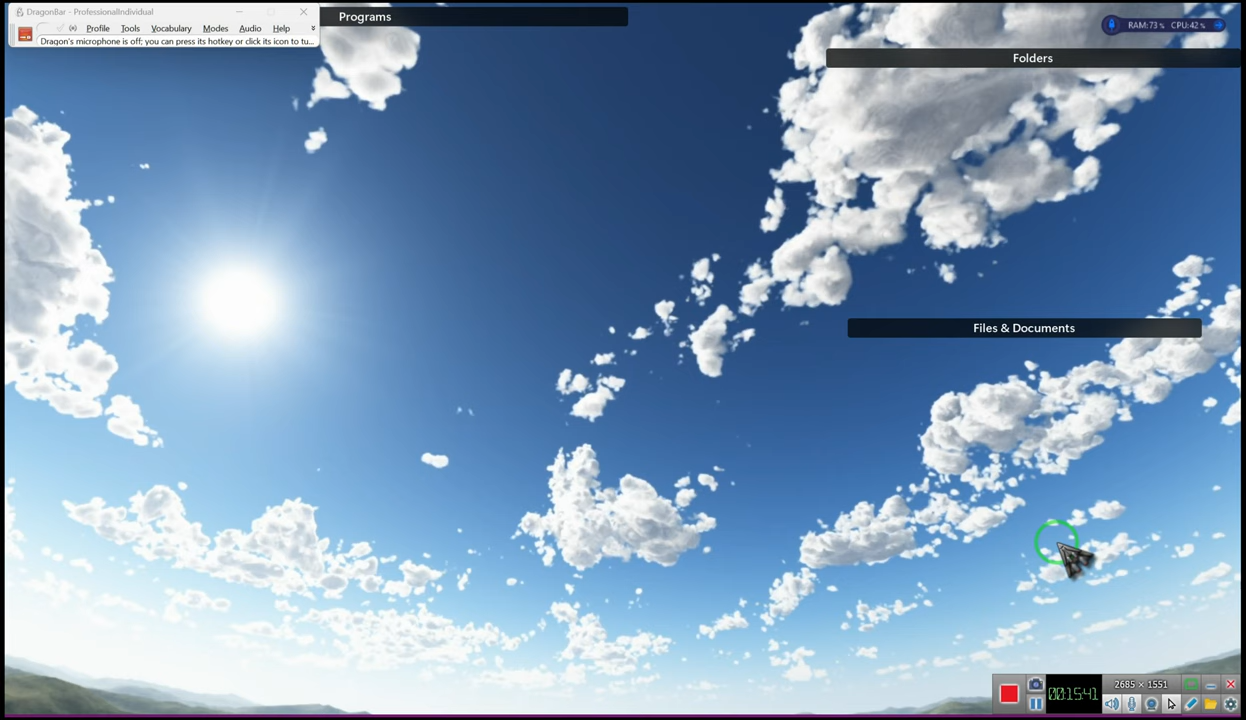 DragonBar - ProfessionalIndividual
Programs
Profile Tools Vocabulary Modes Audio Help
Dragon's microphone is off; you can press its hotkey or click its icon to tu...
RAM:73% CPU:42%
Folders
Files & Documents
00:15:41
2685 × 1551